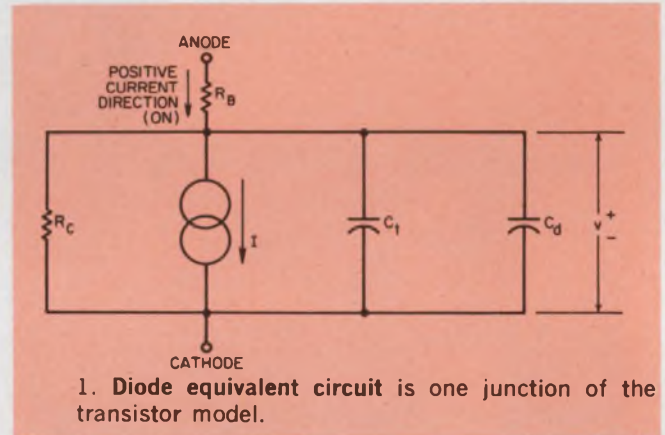 ANODE
POSITIVE
CURRENT
DIRECTION
(ON)
R_B
R_C
I
C_t
C_d
v
+
−
CATHODE
1. Diode equivalent circuit is one junction of the
transistor model.